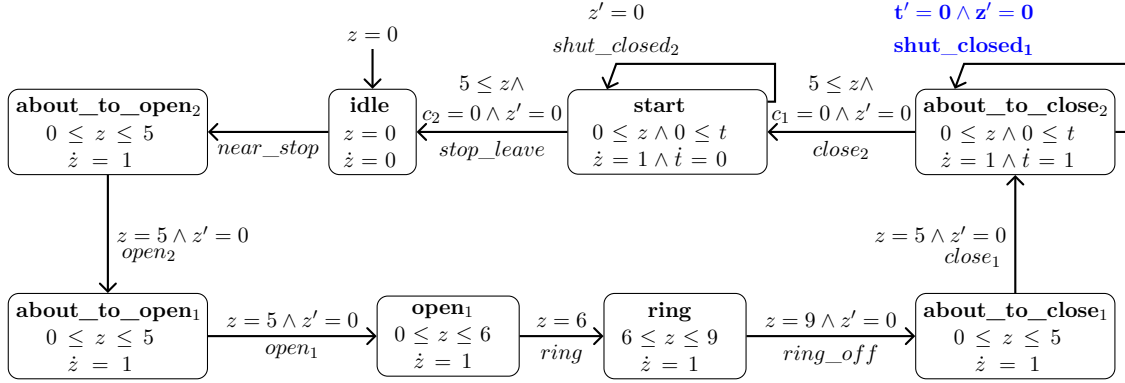 z = 0
z′ = 0
shut_closed₂
t′ = 0 ∧ z′ = 0
shut_closed₁
about_to_open₂
0 ≤ z ≤ 5
ż = 1
near_stop
idle
z = 0
ż = 0
5 ≤ z∧
c₂ = 0 ∧ z′ = 0
stop_leave
start
0 ≤ z ∧ 0 ≤ t
ż = 1 ∧ ṫ = 0
5 ≤ z∧
c₁ = 0 ∧ z′ = 0
close₂
about_to_close₂
0 ≤ z ∧ 0 ≤ t
ż = 1 ∧ ṫ = 1
z = 5 ∧ z′ = 0
open₂
z = 5 ∧ z′ = 0
close₁
about_to_open₁
0 ≤ z ≤ 5
ż = 1
z = 5 ∧ z′ = 0
open₁
open₁
0 ≤ z ≤ 6
ż = 1
z = 6
ring
ring
6 ≤ z ≤ 9
ż = 1
z = 9 ∧ z′ = 0
ring_off
about_to_close₁
0 ≤ z ≤ 5
ż = 1